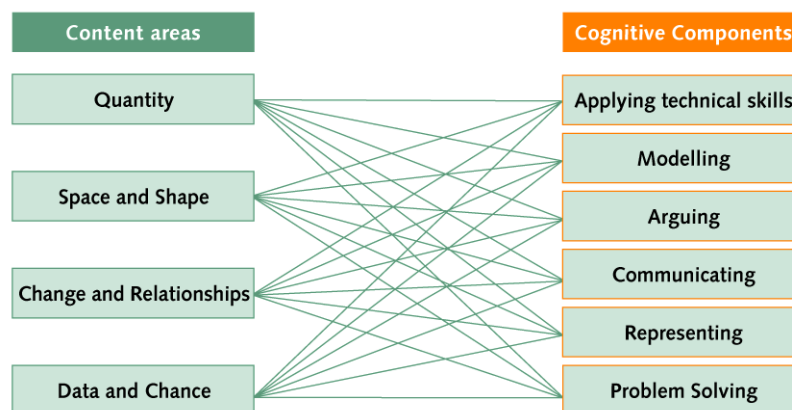 Content areas
Quantity
Space and Shape
Change and Relationships
Data and Chance
Cognitive Components
Applying technical skills
Modelling
Arguing
Communicating
Representing
Problem Solving